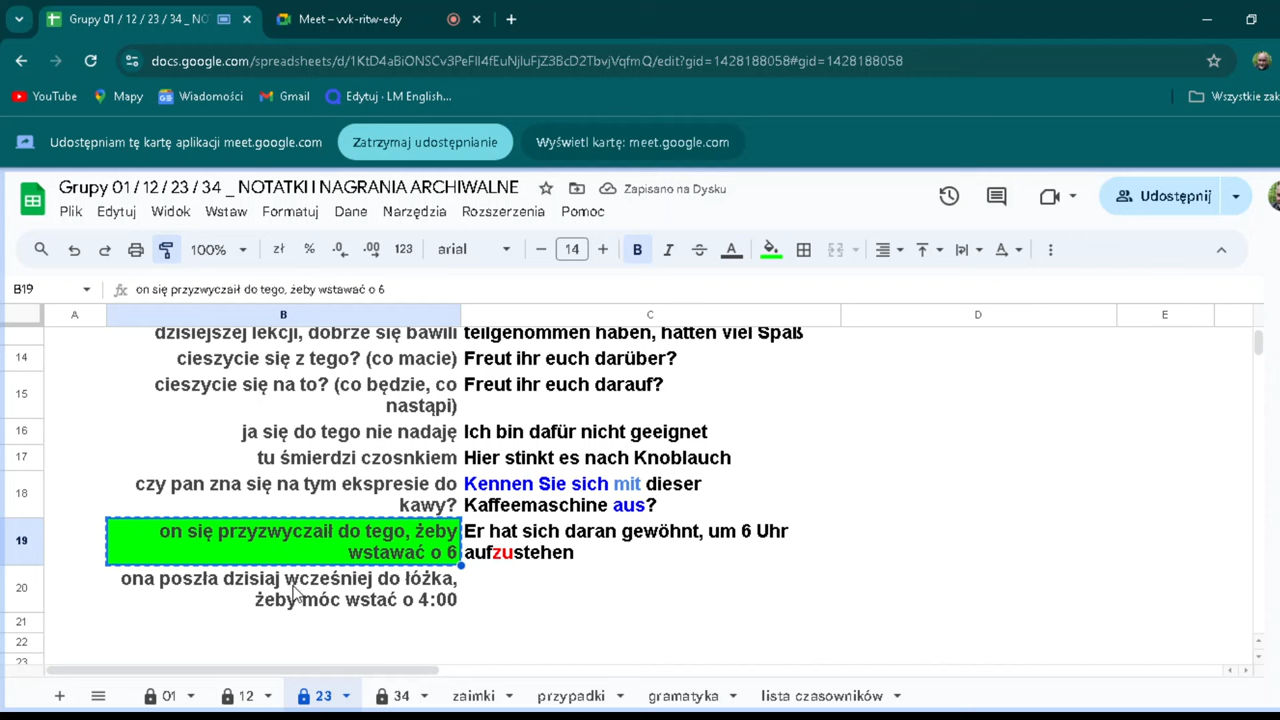 Grupy 01 / 12 / 23 / 34 _ NO
Meet – vvk-ritw-edy
docs.google.com/spreadsheets/d/1KtD4aBiONSCv3PeFlI4fEuNjluFjZ3BcD2TbvjVqfmQ/edit?gid=1428188058#gid=1428188058
YouTube Mapy Wiadomości Gmail Edytuj · LM English... Wszystkie zak
Udostępniam tę kartę aplikacji meet.google.com Zatrzymaj udostępnianie Wyświetl kartę: meet.google.com
Grupy 01 / 12 / 23 / 34 _ NOTATKI I NAGRANIA ARCHIWALNE Zapisano na Dysku
Plik Edytuj Widok Wstaw Formatuj Dane Narzędzia Rozszerzenia Pomoc Udostępnij
100% zł % .0 .00 123 arial 14 B I A A
B19 fx on się przyzwyczaił do tego, żeby wstawać o 6
A B C D E
dzisiejszej lekcji, dobrze się bawili teilgenommen haben, hatten viel Spaß
14 cieszycie się z tego? (co macie) Freut ihr euch darüber?
15 cieszycie się na to? (co będzie, co Freut ihr euch darauf?
nastąpi)
16 ja się do tego nie nadaję Ich bin dafür nicht geeignet
17 tu śmierdzi czosnkiem Hier stinkt es nach Knoblauch
18 czy pan zna się na tym ekspresie do Kennen Sie sich mit dieser
kawy? Kaffeemaschine aus?
19 on się przyzwyczaił do tego, żeby Er hat sich daran gewöhnt, um 6 Uhr
wstawać o 6 aufzustehen
20 ona poszła dzisiaj wcześniej do łóżka,
żeby móc wstać o 4:00
21
22
23
01 12 23 34 zaimki przypadki gramatyka lista czasowników